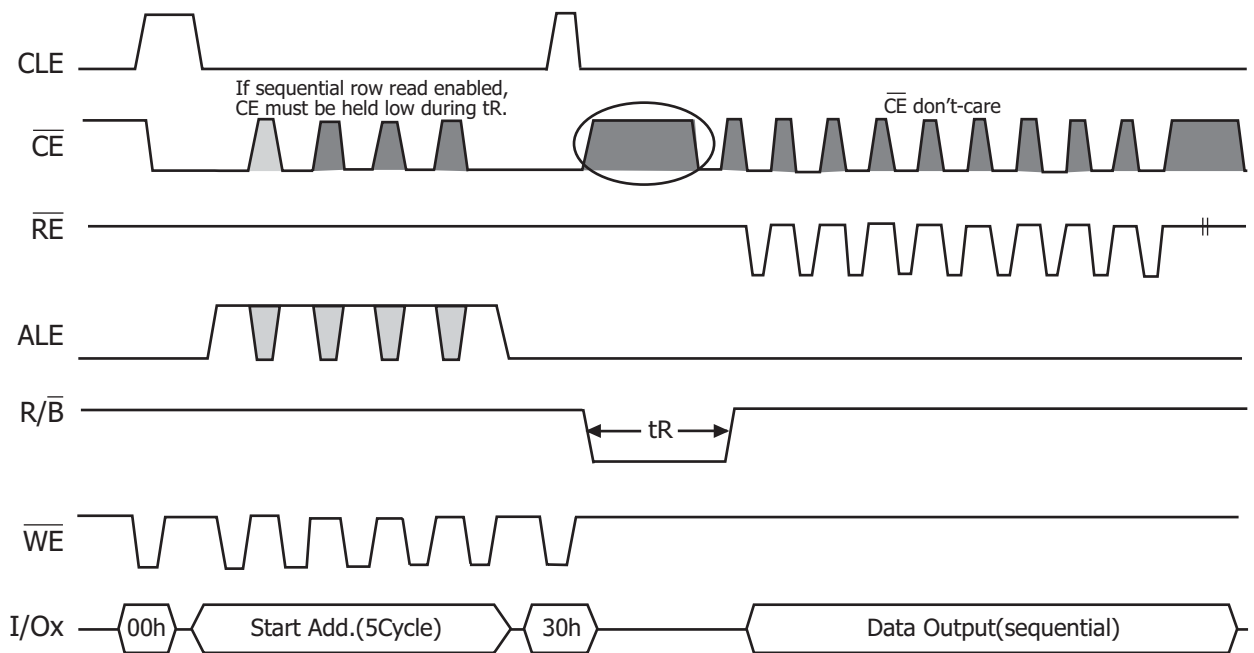 CLE
If sequential row read enabled,
CE must be held low during tR.
CE don't-care
CE
RE
ALE
R/B
tR
WE
I/Ox
00h
Start Add.(5Cycle)
30h
Data Output(sequential)